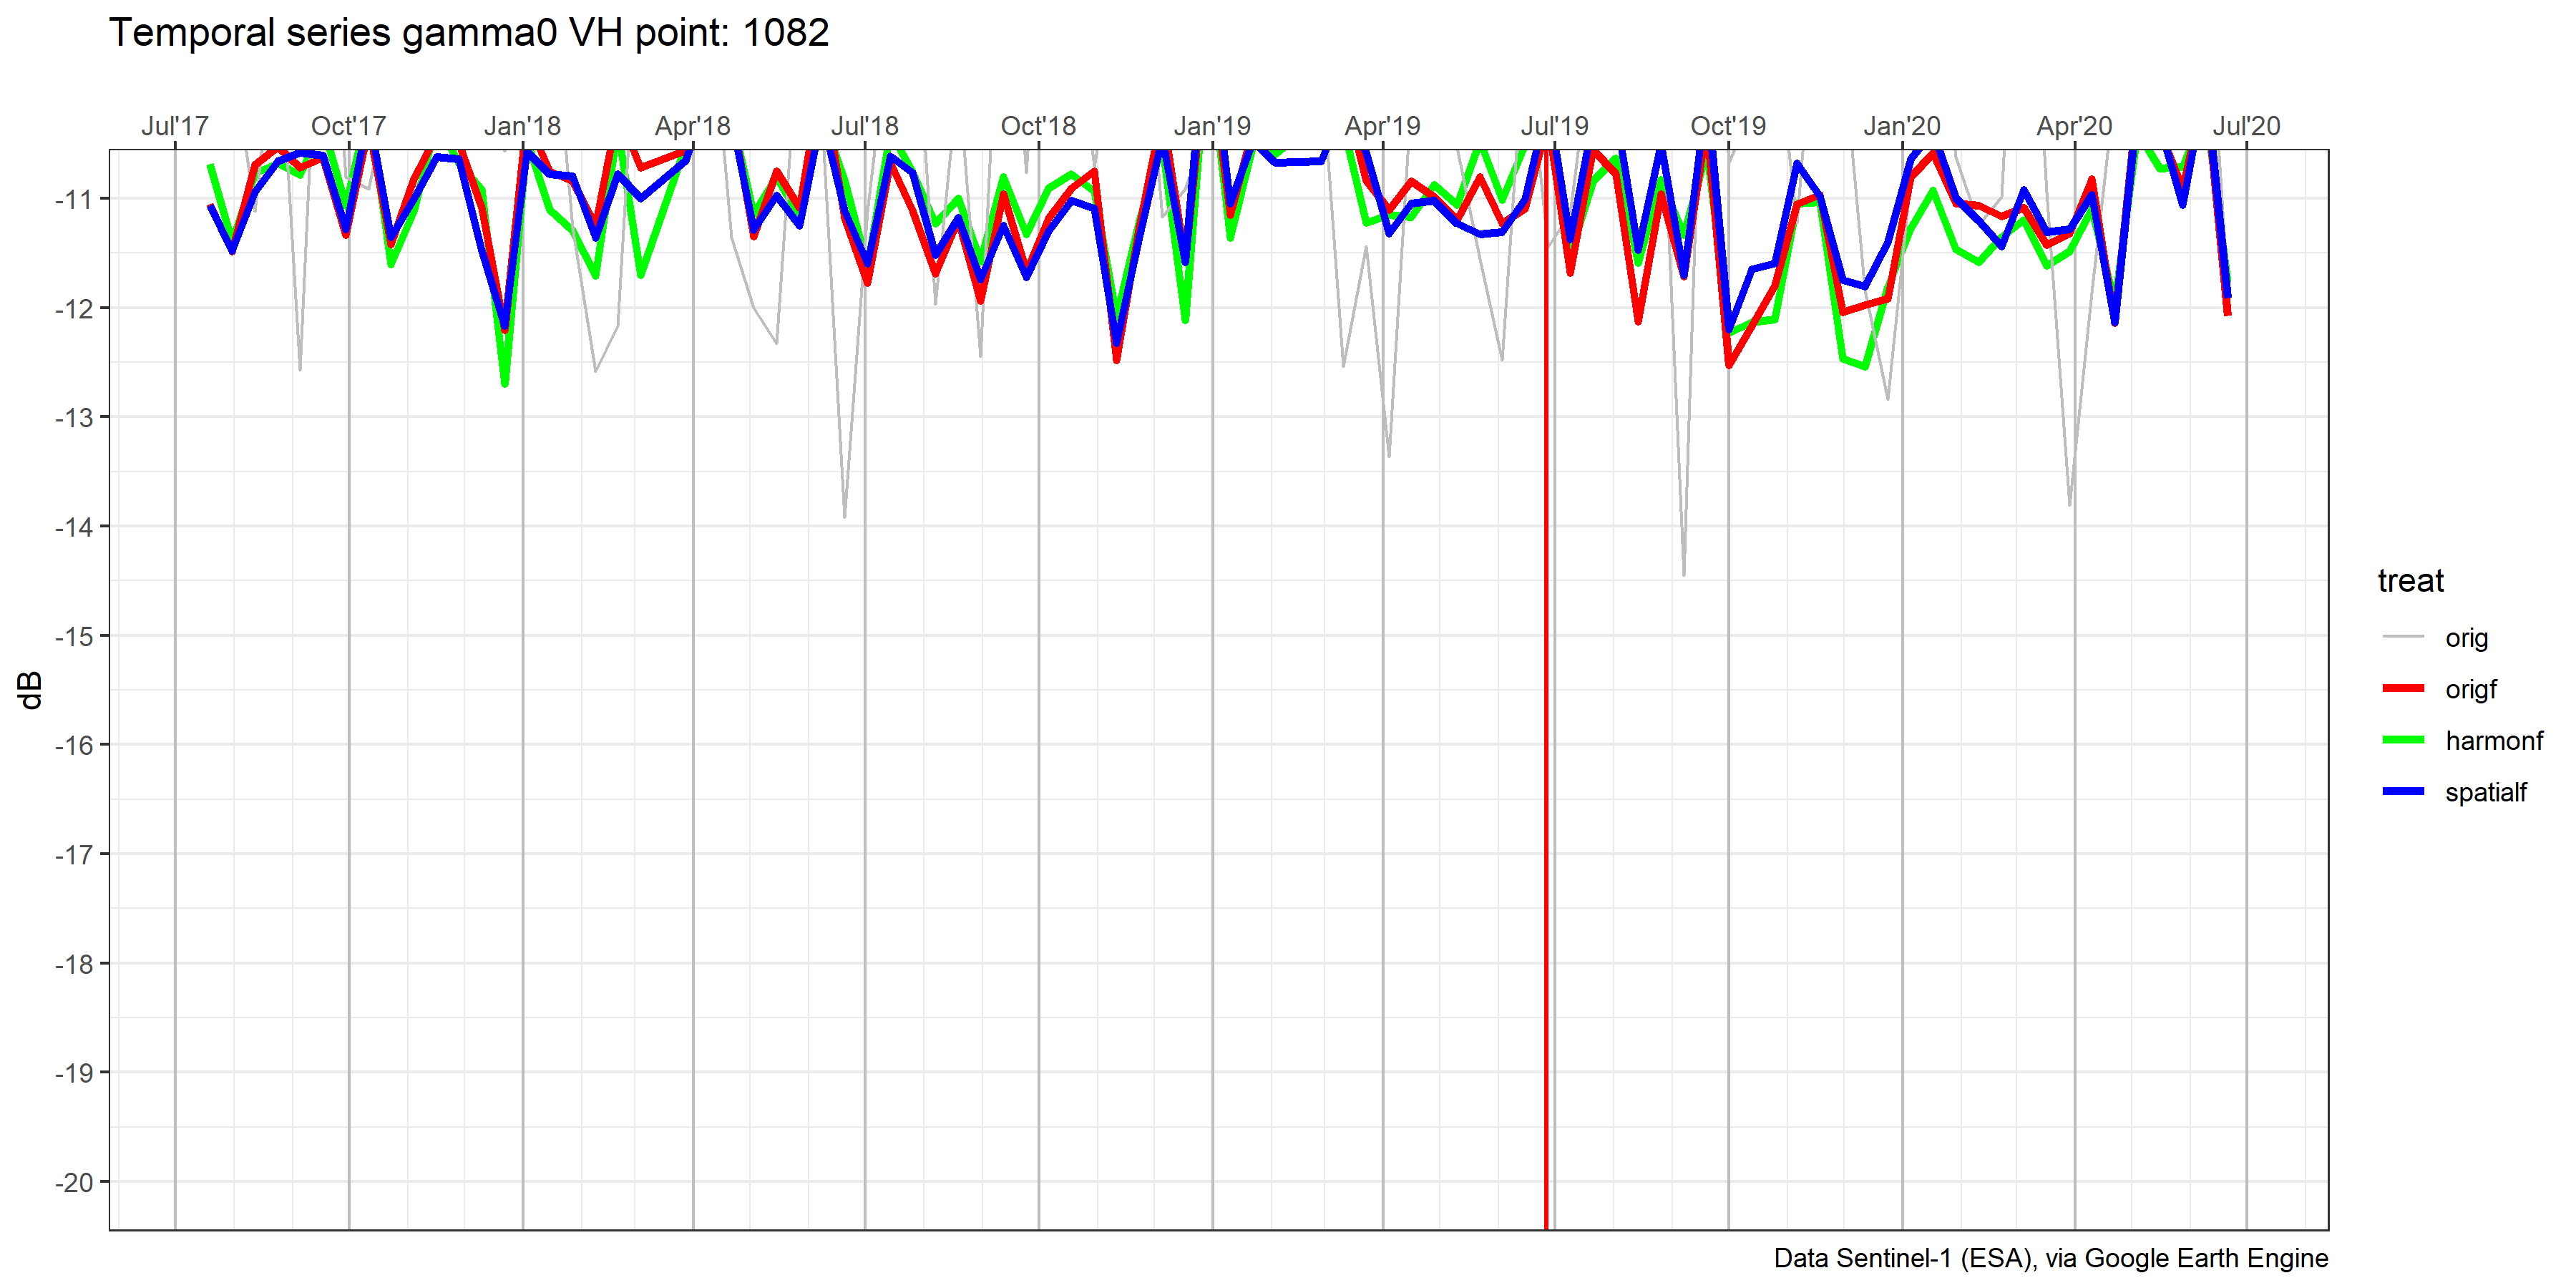 Temporal series gamma0 VH point: 1082
Jul'17 Oct'17 Jan'18 Apr'18 Jul'18 Oct'18 Jan'19 Apr'19 Jul'19 Oct'19 Jan'20 Apr'20 Jul'20
-11
-12
-13
-14
-15
-16
-17
-18
-19
-20
dB
treat
orig
origf
harmonf
spatialf
Data Sentinel-1 (ESA), via Google Earth Engine